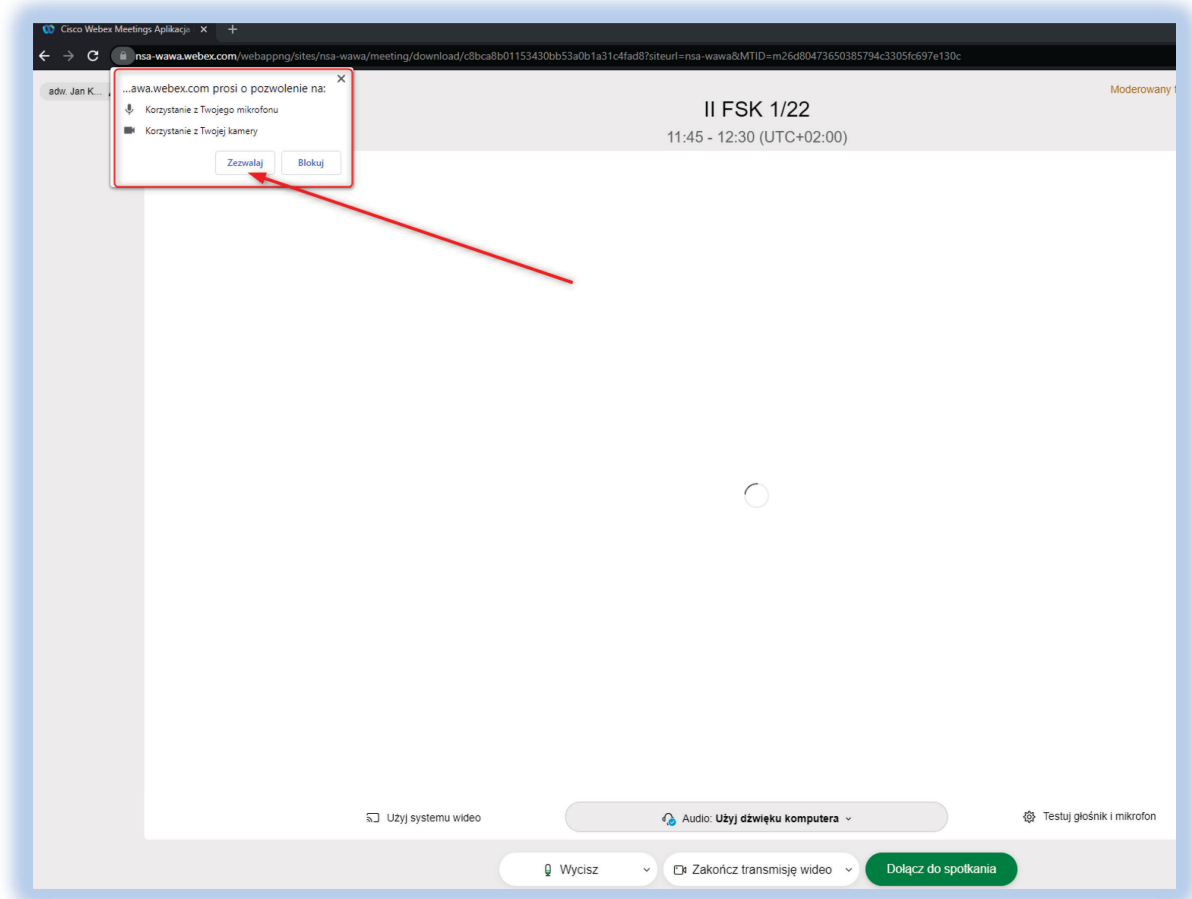 Cisco Webex Meetings Aplikacja
nsa-wawa.webex.com/webappng/sites/nsa-wawa/meeting/download/c8bca8b01153430bb53a0b1a31c4fad8?siteurl=nsa-wawa&MTID=m26d80473650385794c3305fc697e130c
adw. Jan K...
...awa.webex.com prosi o pozwolenie na:
Korzystanie z Twojego mikrofonu
Korzystanie z Twojej kamery
Zezwalaj Blokuj
Moderowany
II FSK 1/22
11:45 - 12:30 (UTC+02:00)
Użyj systemu wideo
Audio: Użyj dźwięku komputera
Testuj głośnik i mikrofon
Wycisz
Zakończ transmisję wideo
Dołącz do spotkania